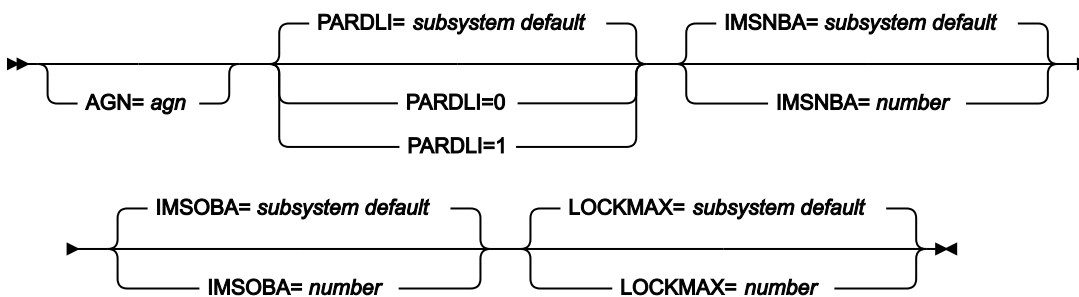 PARDLI= subsystem default
IMSNBA= subsystem default
AGN= agn
PARDLI=0
IMSNBA= number
PARDLI=1
IMSOBA= subsystem default
LOCKMAX= subsystem default
IMSOBA= number
LOCKMAX= number